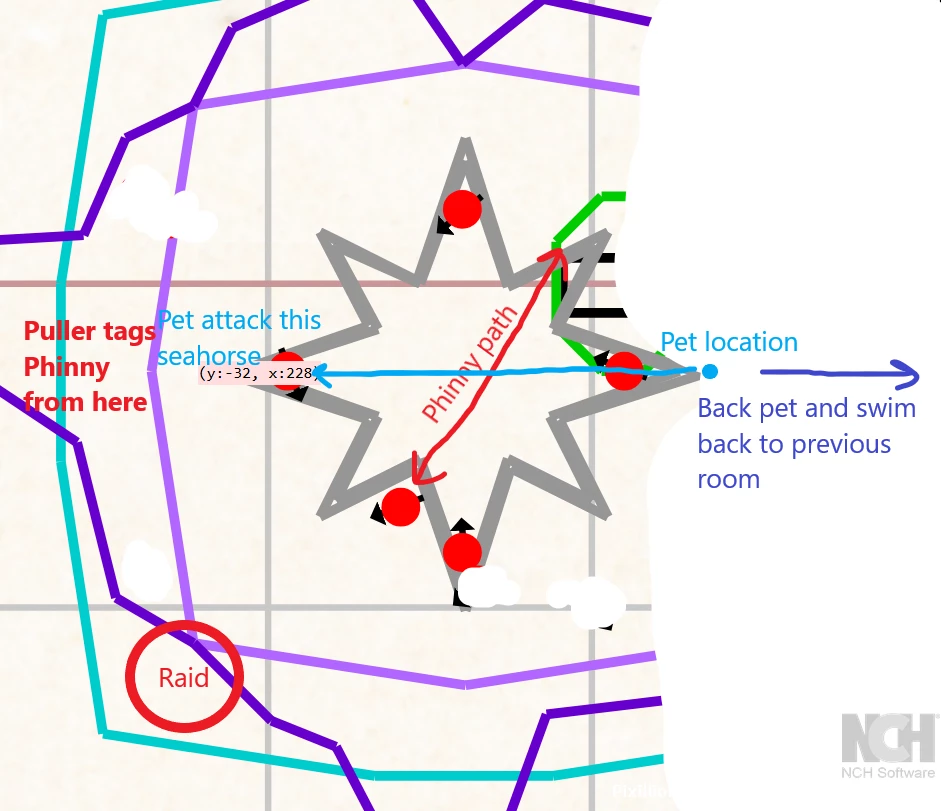 Pet attack this
seahorse
(y:-32, x:228)
Puller tags
Phinny
from here
Phinny path
Pet location
Back pet and swim
back to previous
room
Raid
NCH
NCH Software